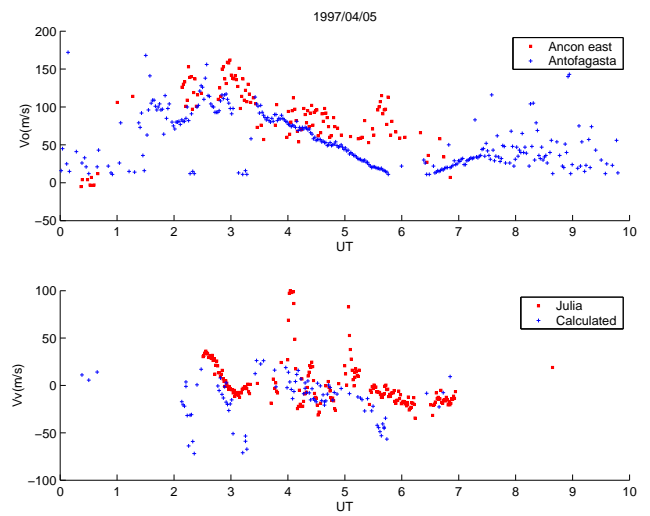 1997/04/05
200
150
100
50
0
−50
Vo(m/s)
Ancon east
Antofagasta
0 1 2 3 4 5 6 7 8 9 10
UT
100
50
0
−50
−100
Vv(m/s)
Julia
Calculated
0 1 2 3 4 5 6 7 8 9 10
UT